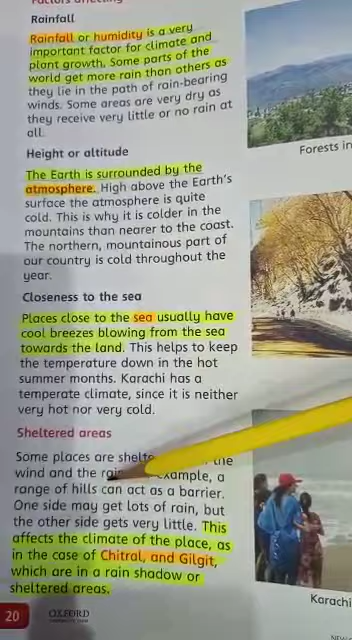 Factors affecting
Rainfall
Rainfall or humidity is a very
important factor for climate and
plant growth. Some parts of the
world get more rain than others as
they lie in the path of rain-bearing
winds. Some areas are very dry as
they receive very little or no rain at
all.
Height or altitude
The Earth is surrounded by the
atmosphere. High above the Earth's
surface the atmosphere is quite
cold. This is why it is colder in the
mountains than nearer to the coast.
The northern, mountainous part of
our country is cold throughout the
year.
Closeness to the sea
Places close to the sea usually have
cool breezes blowing from the sea
towards the land. This helps to keep
the temperature down in the hot
summer months. Karachi has a
temperate climate, since it is neither
very hot nor very cold.
Sheltered areas
Some places are shelte the
wind and the rain example, a
range of hills can act as a barrier.
One side may get lots of rain, but
the other side gets very little. This
affects the climate of the place, as
in the case of Chitral, and Gilgit,
which are in a rain shadow or
sheltered areas.
20 OXFORD
Forests in
Karachi